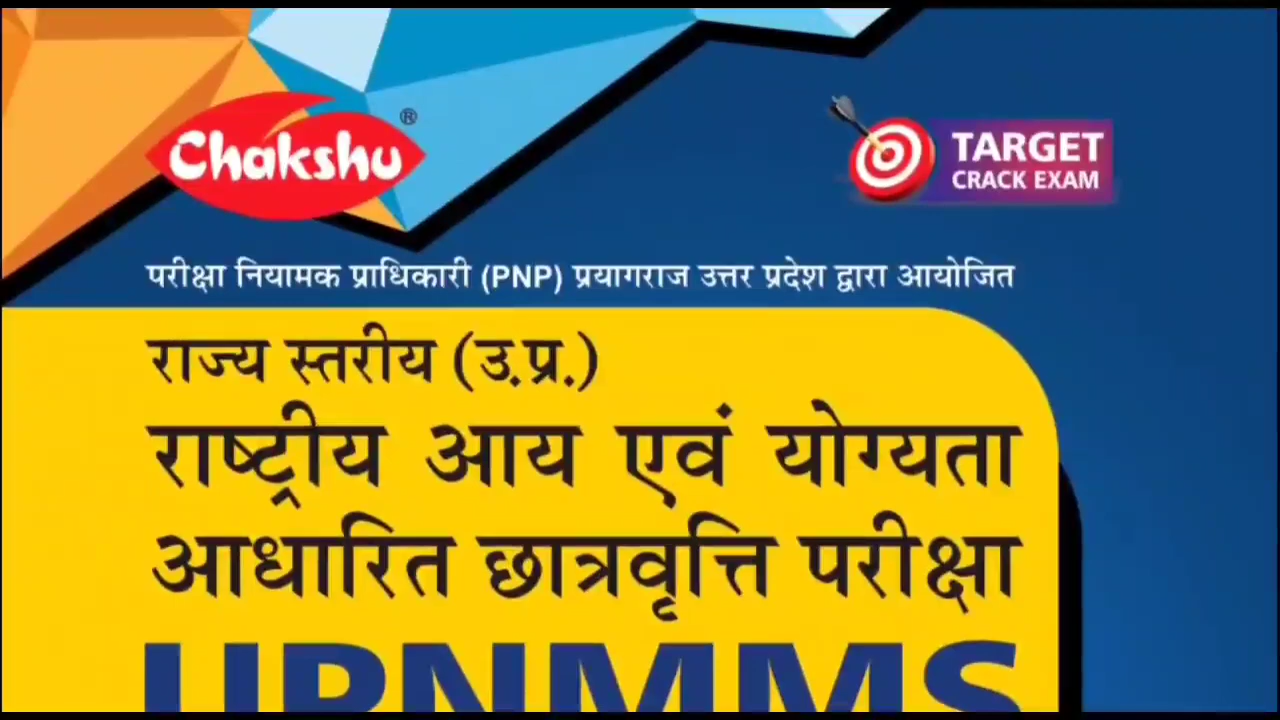 Chakshu®
TARGET
CRACK EXAM
परीक्षा नियामक प्राधिकारी (PNP) प्रयागराज उत्तर प्रदेश द्वारा आयोजित
राज्य स्तरीय (उ.प्र.)
राष्ट्रीय आय एवं योग्यता
आधारित छात्रवृत्ति परीक्षा
UPNMMS